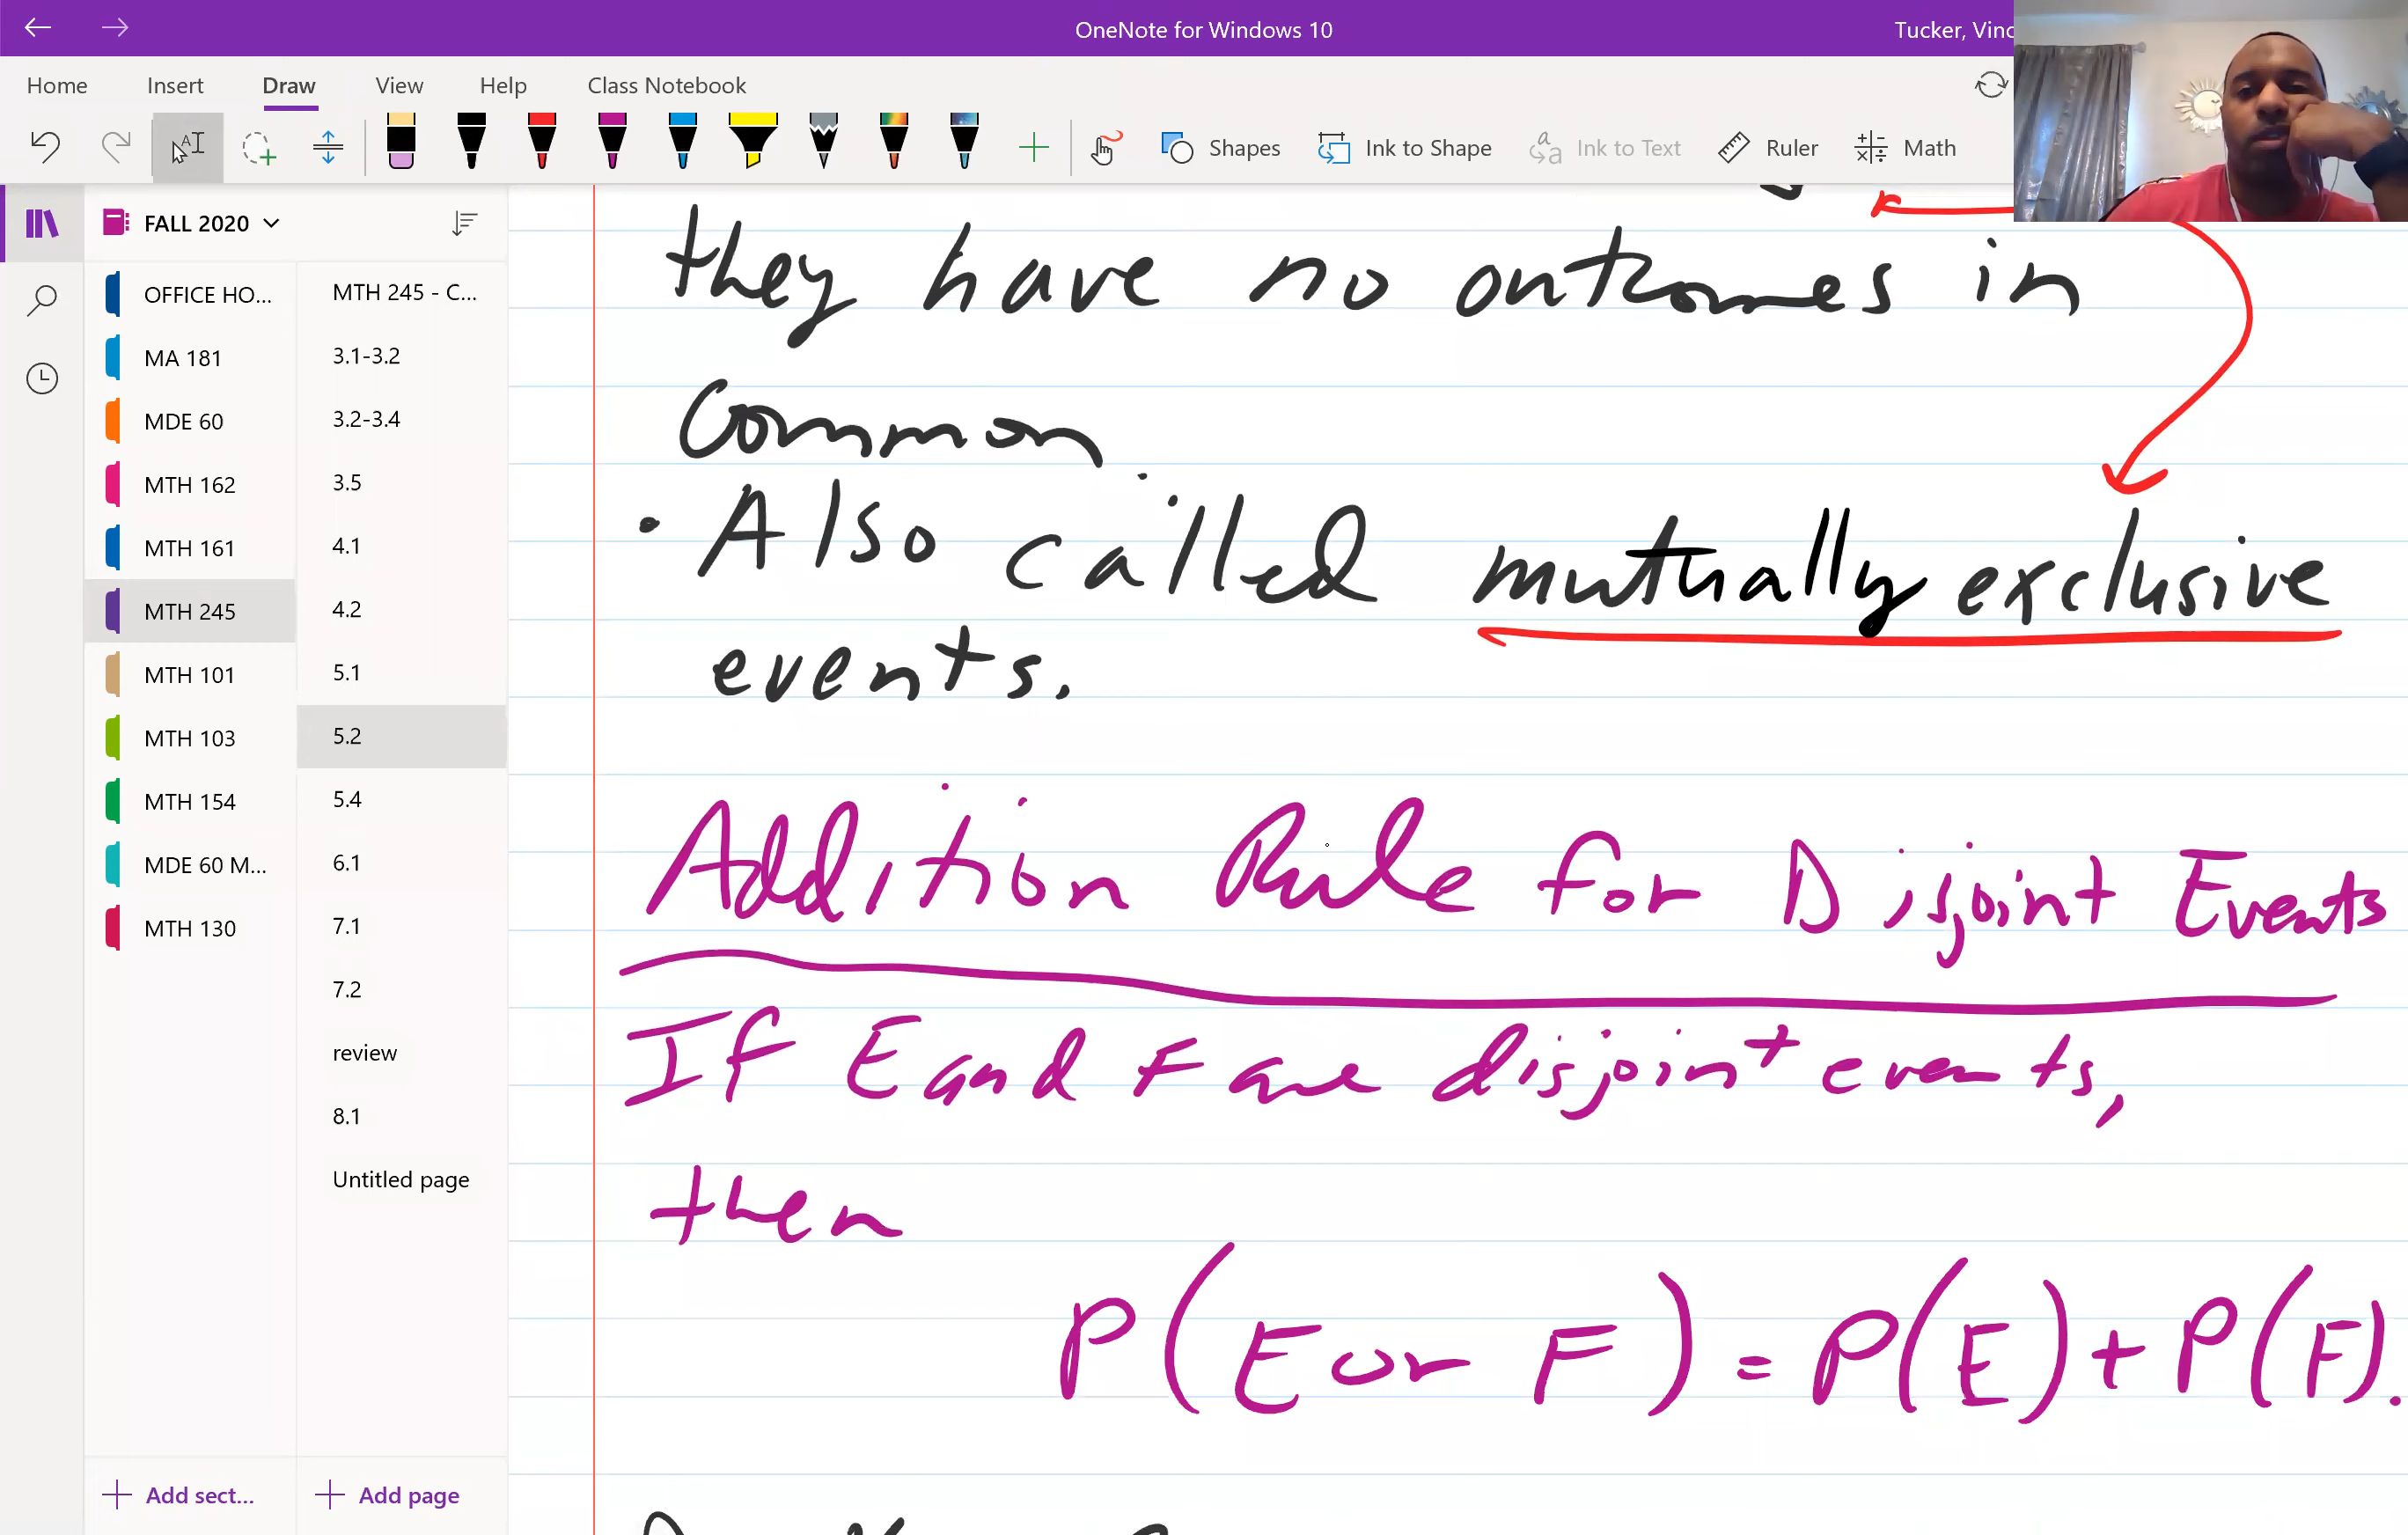 OneNote for Windows 10
Tucker, Vinc
Home Insert Draw View Help Class Notebook
Shapes Ink to Shape Ink to Text Ruler Math
FALL 2020
OFFICE HO...
MA 181
MDE 60
MTH 162
MTH 161
MTH 245
MTH 101
MTH 103
MTH 154
MDE 60 M...
MTH 130
Add sect...
MTH 245 - C...
3.1-3.2
3.2-3.4
3.5
4.1
4.2
5.1
5.2
5.4
6.1
7.1
7.2
review
8.1
Untitled page
Add page
they have no outcomes in
common.
• Also called mutually exclusive
events.
Addition Rule for Disjoint Events
If E and F are disjoint events,
then
P(E or F) = P(E) + P(F).